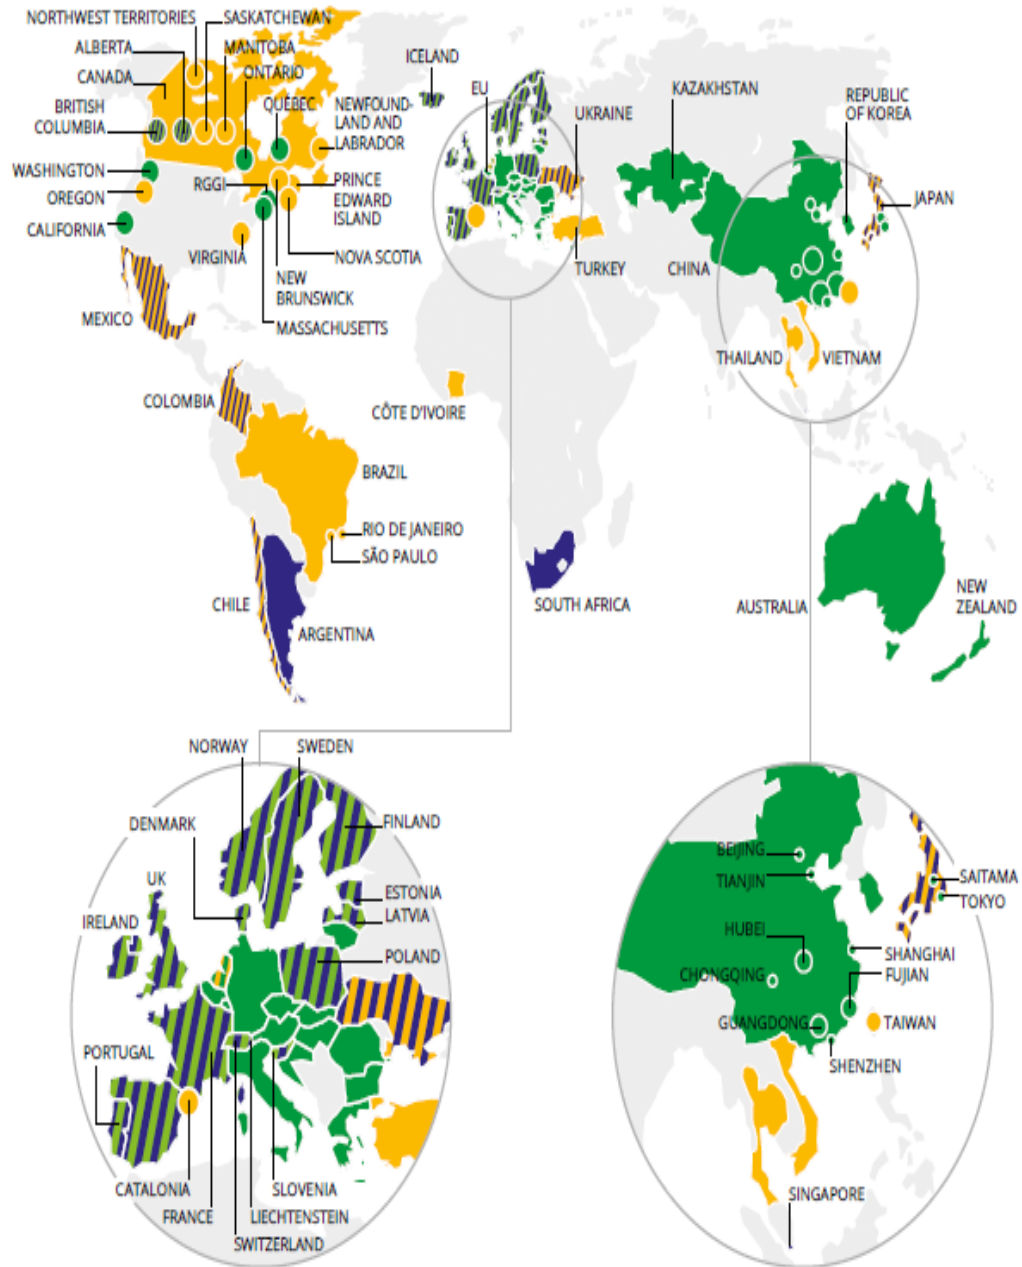 NORTHWEST TERRITORIES
SASKATCHEWAN
ALBERTA
MANITOBA
CANADA
ONTARIO
BRITISH
COLUMBIA
QUÉBEC
NEWFOUND-
LAND AND
LABRADOR
WASHINGTON
OREGON
RGGI
PRINCE
EDWARD
ISLAND
CALIFORNIA
VIRGINIA
NOVA SCOTIA
NEW
BRUNSWICK
MEXICO
MASSACHUSETTS
ICELAND
EU
UKRAINE
KAZAKHSTAN
REPUBLIC
OF KOREA
JAPAN
TURKEY
CHINA
THAILAND
VIETNAM
COLOMBIA
CÔTE D'IVOIRE
BRAZIL
RIO DE JANEIRO
SÃO PAULO
CHILE
ARGENTINA
SOUTH AFRICA
AUSTRALIA
NEW
ZEALAND
NORWAY
SWEDEN
DENMARK
FINLAND
UK
ESTONIA
IRELAND
LATVIA
POLAND
PORTUGAL
CATALONIA
SLOVENIA
FRANCE
LIECHTENSTEIN
SWITZERLAND
BEIJING
TIANJIN
SAITAMA
TOKYO
HUBEI
SHANGHAI
CHONGQING
FUJIAN
GUANGDONG
TAIWAN
SHENZHEN
SINGAPORE